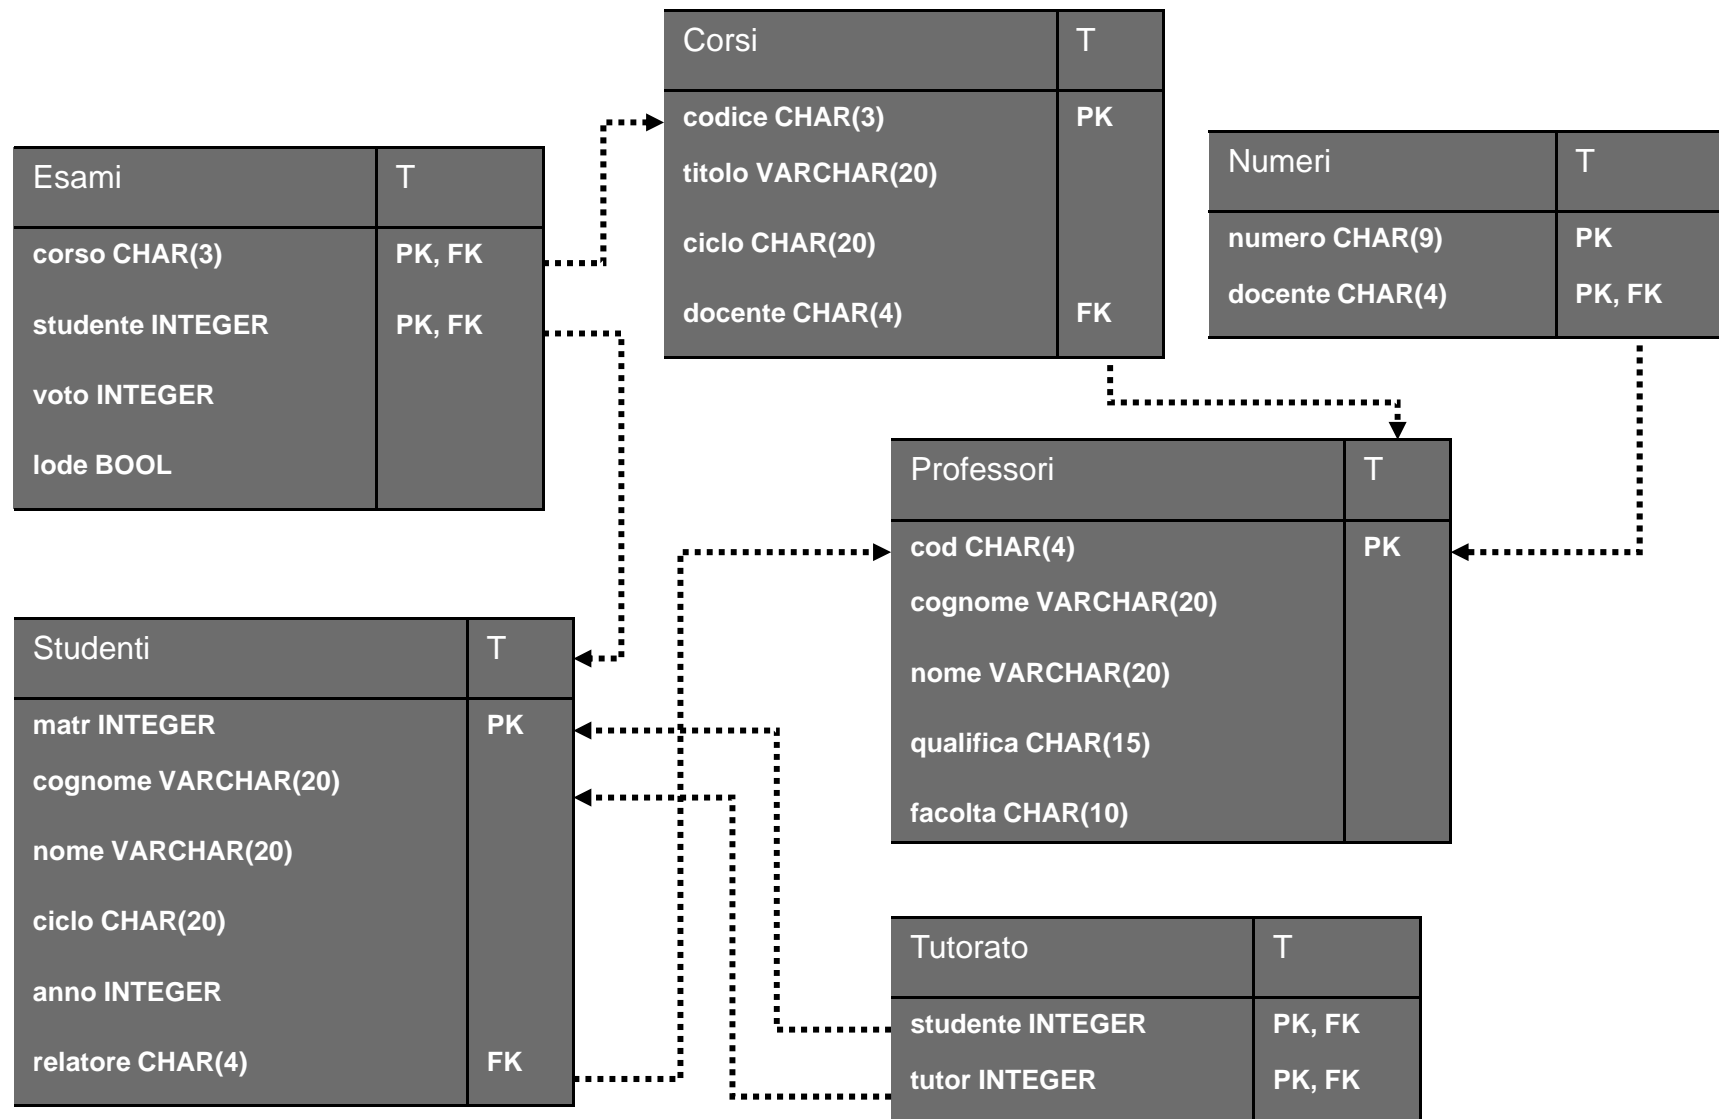 Corsi T
codice CHAR(3) PK
titolo VARCHAR(20)
ciclo CHAR(20)
docente CHAR(4) FK
Esami T
corso CHAR(3) PK, FK
studente INTEGER PK, FK
voto INTEGER
lode BOOL
Numeri T
numero CHAR(9) PK
docente CHAR(4) PK, FK
Professori T
cod CHAR(4) PK
cognome VARCHAR(20)
nome VARCHAR(20)
qualifica CHAR(15)
facolta CHAR(10)
Studenti T
matr INTEGER PK
cognome VARCHAR(20)
nome VARCHAR(20)
ciclo CHAR(20)
anno INTEGER
relatore CHAR(4) FK
Tutorato T
studente INTEGER PK, FK
tutor INTEGER PK, FK